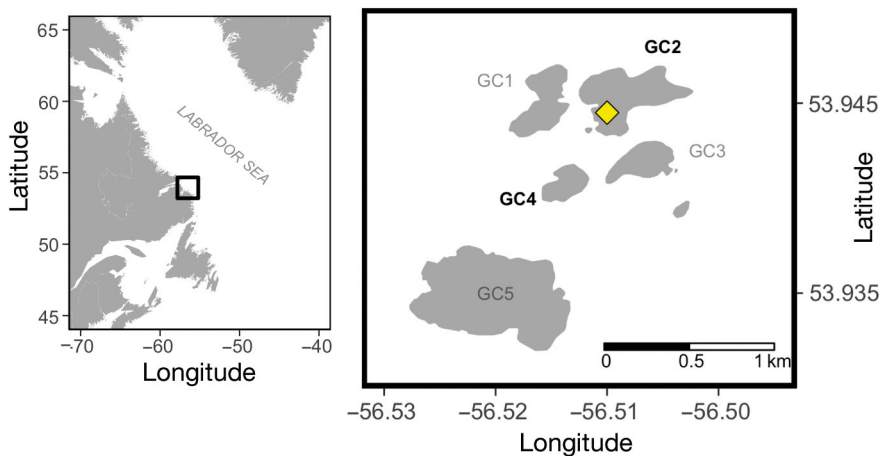 65
60
55
50
45
Latitude
−70
−60
−50
−40
Longitude
LABRADOR SEA
GC1
GC2
GC3
GC4
GC5
0
0.5
1 km
53.945
53.935
Latitude
−56.53
−56.52
−56.51
−56.50
Longitude